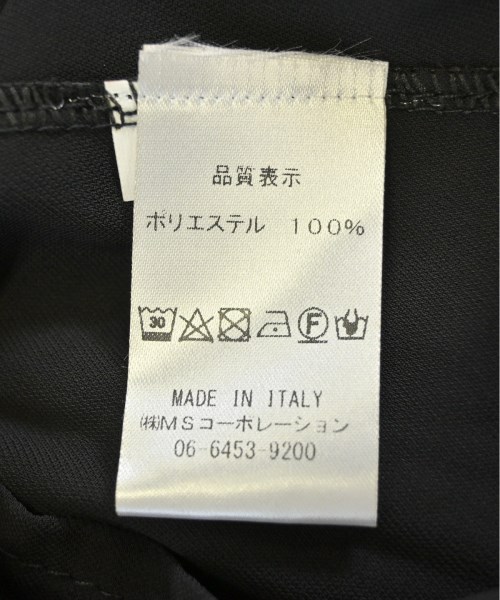 品質表示
ポリエステル 100%
30 F
MADE IN ITALY
㈱MSコーポレーション
06-6453-9200